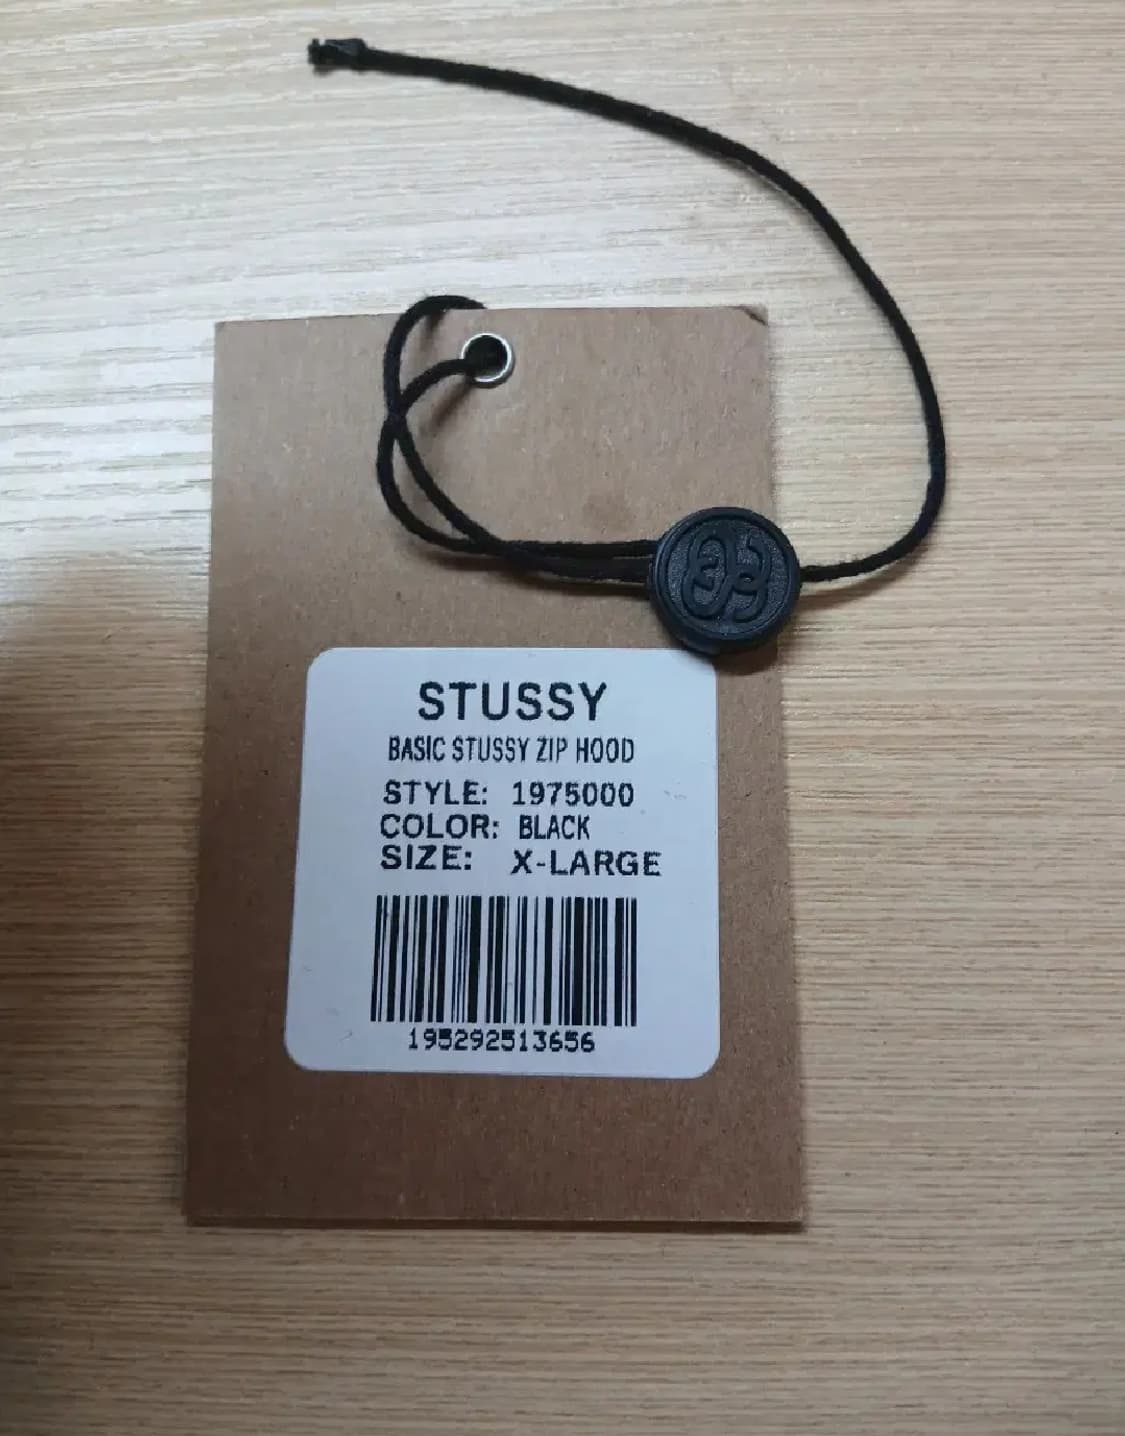 STUSSY
BASIC STUSSY ZIP HOOD
STYLE: 1975000
COLOR: BLACK
SIZE: X-LARGE
195292513656